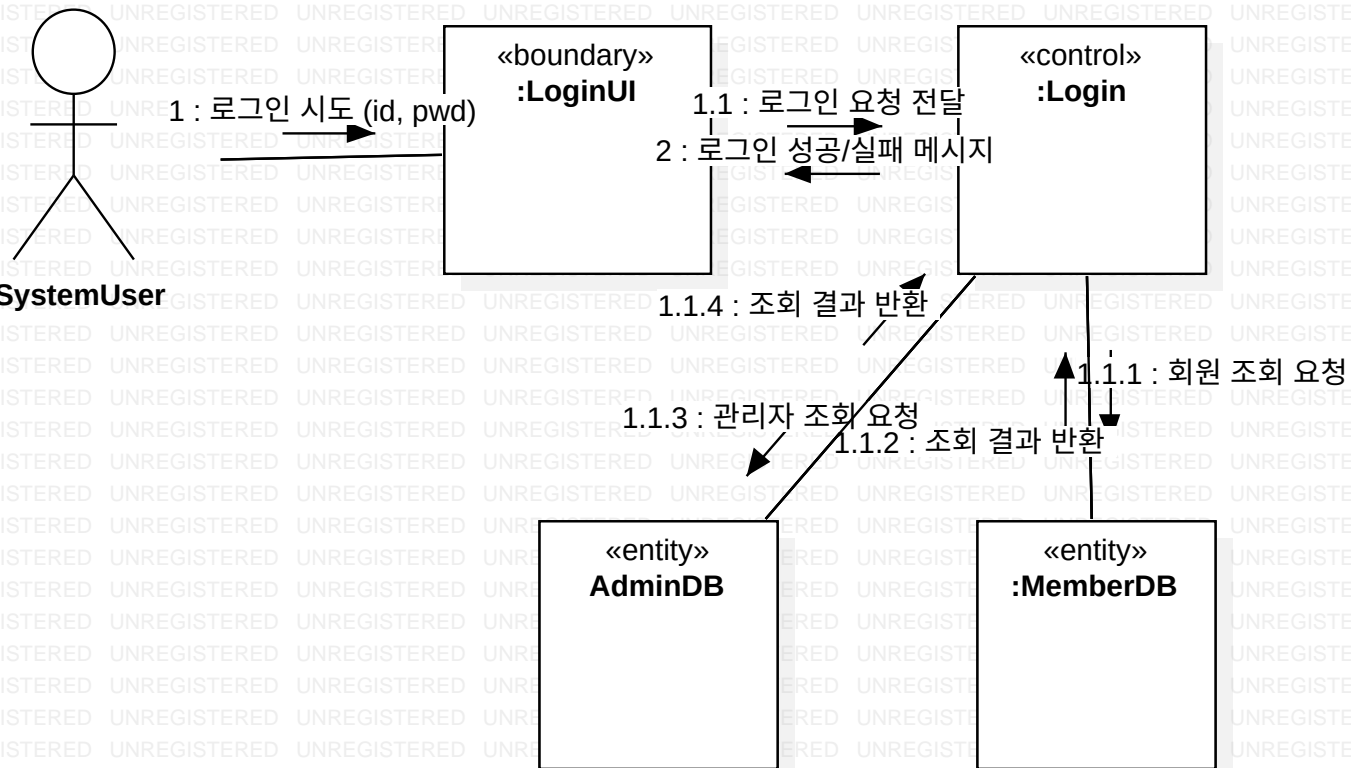 «boundary»
:LoginUI
«control»
:Login
1 : 로그인 시도 (id, pwd)
1.1 : 로그인 요청 전달
2 : 로그인 성공/실패 메시지
SystemUser
1.1.4 : 조회 결과 반환
1.1.1 : 회원 조회 요청
1.1.3 : 관리자 조회 요청
1.1.2 : 조회 결과 반환
«entity»
AdminDB
«entity»
:MemberDB
UNREGISTERED